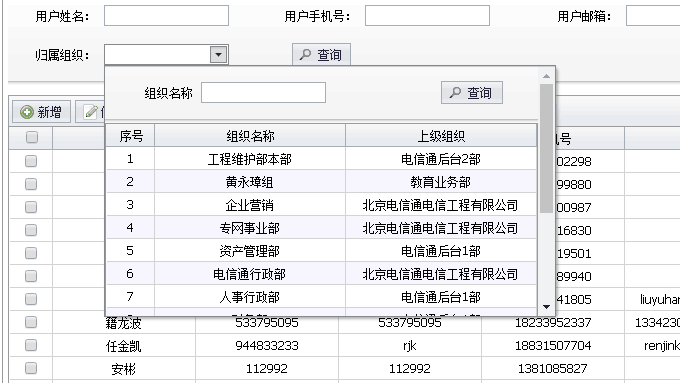 用户姓名： 用户手机号： 用户邮箱：
归属组织： 查询
组织名称 查询
新增
序号 组织名称 上级组织 机号
1 工程维护部本部 电信通后台2部 02298
2 黄永璋组 教育业务部 99880
3 企业营销 北京电信通电信工程有限公司 00987
4 专网事业部 北京电信通电信工程有限公司 16830
5 资产管理部 电信通后台1部 19501
6 电信通行政部 北京电信通电信工程有限公司 89940
7 人事行政部 电信通后台1部 41805 liuyuhan
籍龙波 533795095 533795095 18233952337 1334230
任金凯 944833233 rjk 18831507704 renjink
安彬 112992 112992 1381085827